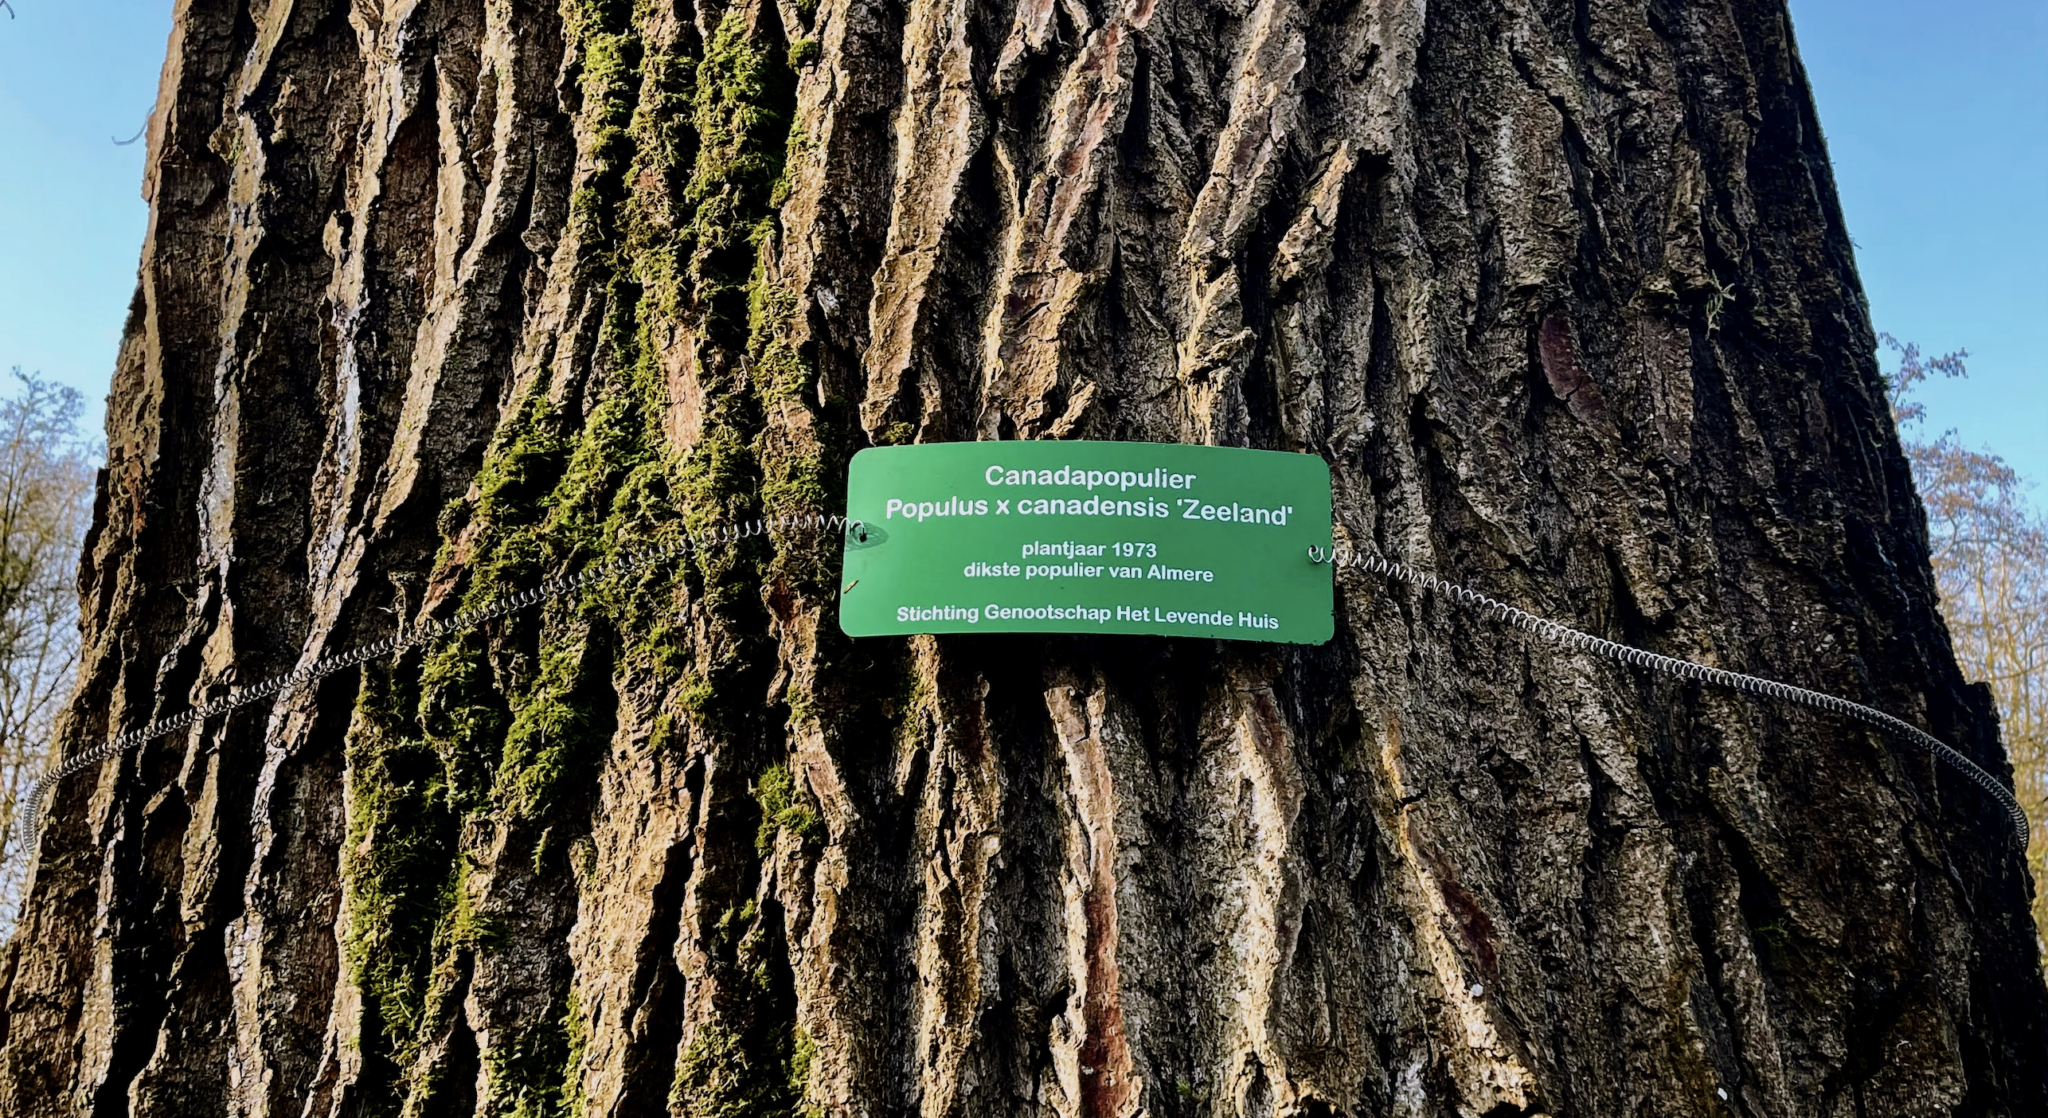 Canadapopulier
Populus x canadensis 'Zeeland'
plantjaar 1973
dikste populier van Almere
Stichting Genootschap Het Levende Huis